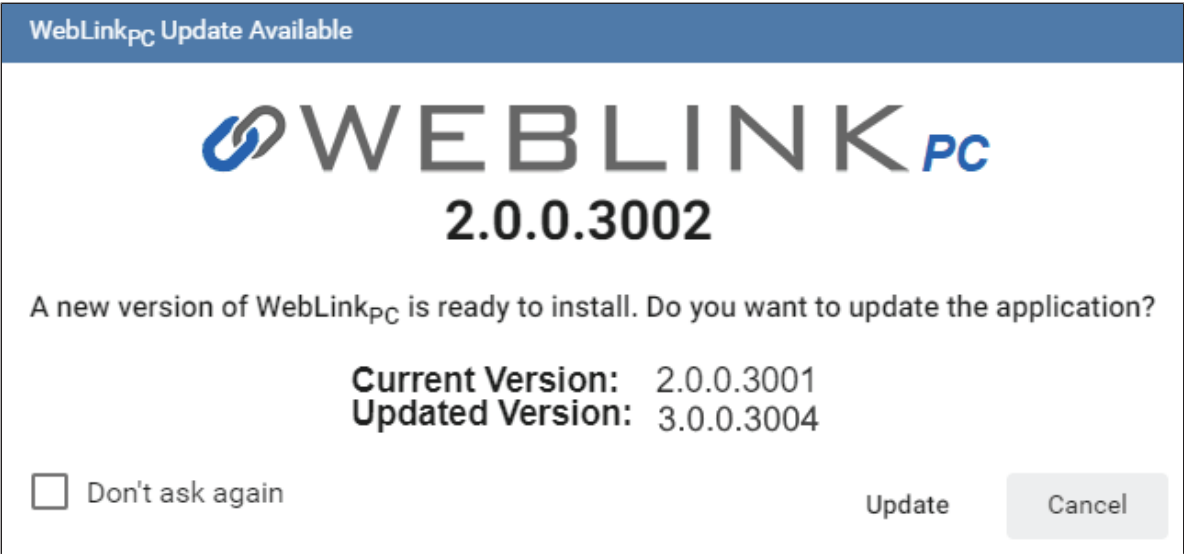 WebLinkPC Update Available
WEBLINK PC
2.0.0.3002
A new version of WebLinkPC is ready to install. Do you want to update the application?
Current Version: 2.0.0.3001
Updated Version: 3.0.0.3004
Don't ask again
Update Cancel